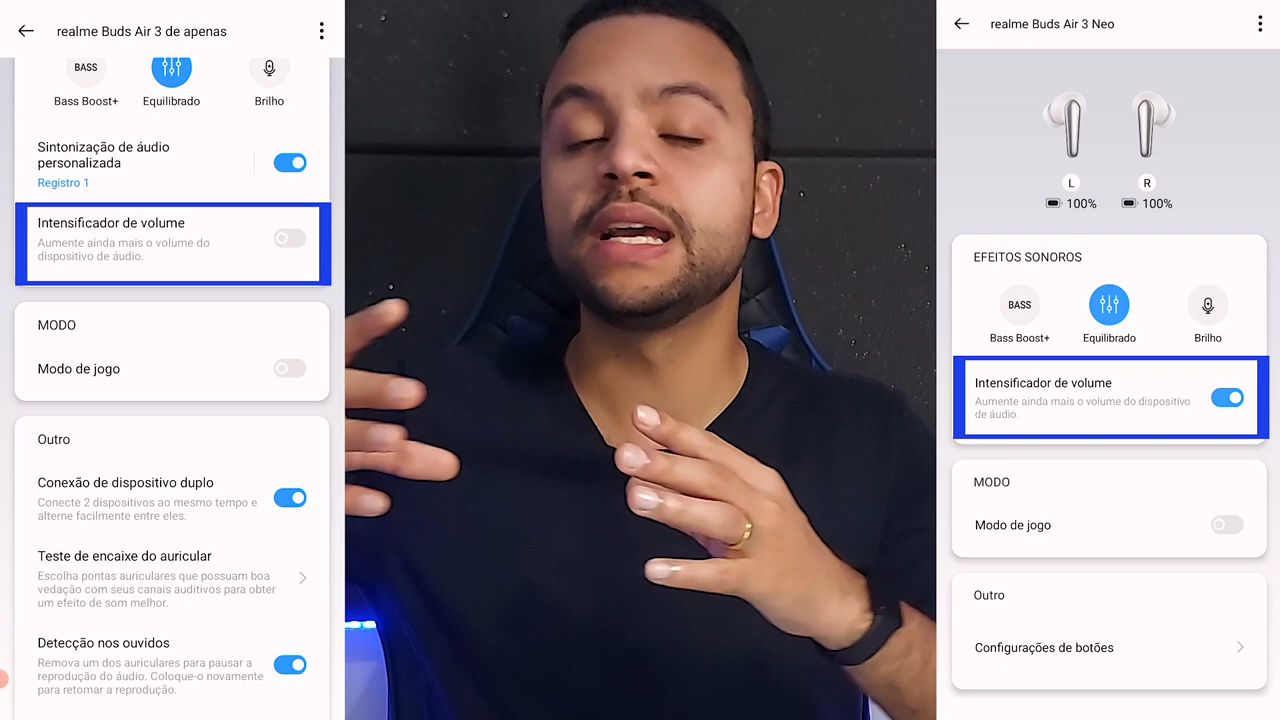 realme Buds Air 3 de apenas
BASS
Bass Boost+
Equilibrado
Brilho
Sintonização de áudio
personalizada
Registro 1
Intensificador de volume
Aumente ainda mais o volume do
dispositivo de áudio.
MODO
Modo de jogo
Outro
Conexão de dispositivo duplo
Conecte 2 dispositivos ao mesmo tempo e
alterne facilmente entre eles.
Teste de encaixe do auricular
Escolha pontas auriculares que possuam boa
vedação com seus canais auditivos para obter
um efeito de som melhor.
Detecção nos ouvidos
Remova um dos auriculares para pausar a
reprodução do áudio. Coloque-o novamente
para retomar a reprodução.
realme Buds Air 3 Neo
L
R
100%
100%
EFEITOS SONOROS
BASS
Bass Boost+
Equilibrado
Brilho
Intensificador de volume
Aumente ainda mais o volume do dispositivo
de áudio.
MODO
Modo de jogo
Outro
Configurações de botões